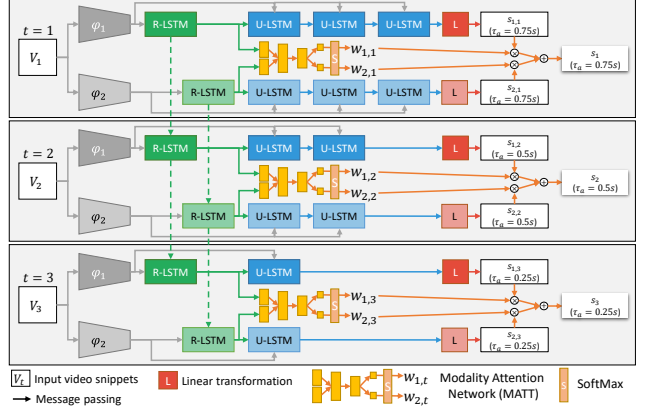 t = 1
V1
φ1
R-LSTM
U-LSTM
U-LSTM
U-LSTM
L
s1,1
(τa = 0.75s)
S
w1,1
w2,1
s1
(τa = 0.75s)
φ2
R-LSTM
U-LSTM
U-LSTM
U-LSTM
L
s2,1
(τa = 0.75s)
t = 2
V2
φ1
R-LSTM
U-LSTM
U-LSTM
L
s1,2
(τa = 0.5s)
S
w1,2
w2,2
s2
(τa = 0.5s)
φ2
R-LSTM
U-LSTM
U-LSTM
L
s2,2
(τa = 0.5s)
t = 3
V3
φ1
R-LSTM
U-LSTM
L
s1,3
(τa = 0.25s)
S
w1,3
w2,3
s3
(τa = 0.25s)
φ2
R-LSTM
U-LSTM
L
s2,3
(τa = 0.25s)
Vt Input video snippets
Message passing
L Linear transformation
w1,t
w2,t
Modality Attention
Network (MATT)
S SoftMax